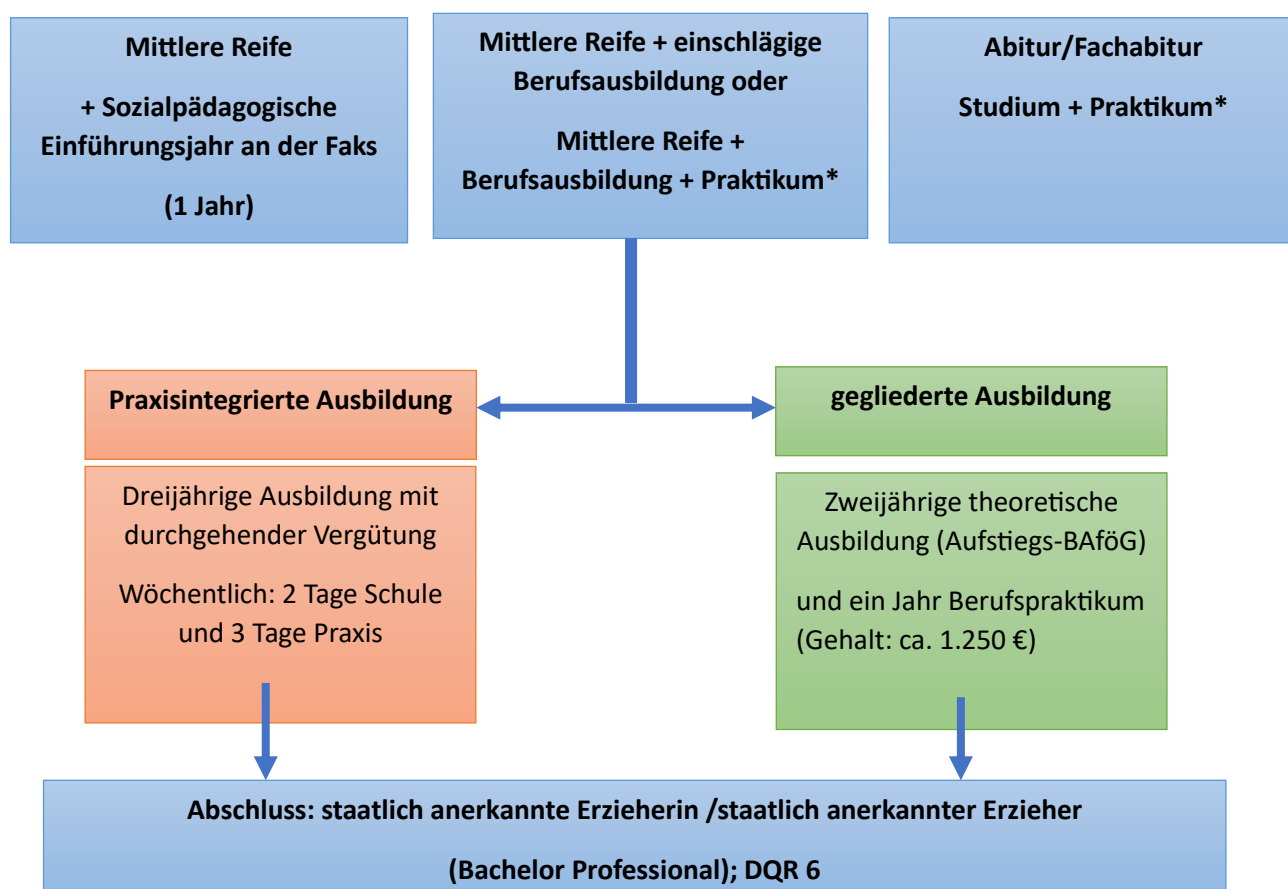 Mittlere Reife
+ Sozialpädagogische
Einführungsjahr an der Faks
(1 Jahr)
Mittlere Reife + einschlägige
Berufsausbildung oder
Mittlere Reife +
Berufsausbildung + Praktikum*
Abitur/Fachabitur
Studium + Praktikum*
Praxisintegrierte Ausbildung
Dreijährige Ausbildung mit
durchgehender Vergütung
Wöchentlich: 2 Tage Schule
und 3 Tage Praxis
gegliederte Ausbildung
Zweijährige theoretische
Ausbildung (Aufstiegs-BAföG)
und ein Jahr Berufspraktikum
(Gehalt: ca. 1.250 €)
Abschluss: staatlich anerkannte Erzieherin /staatlich anerkannter Erzieher
(Bachelor Professional); DQR 6